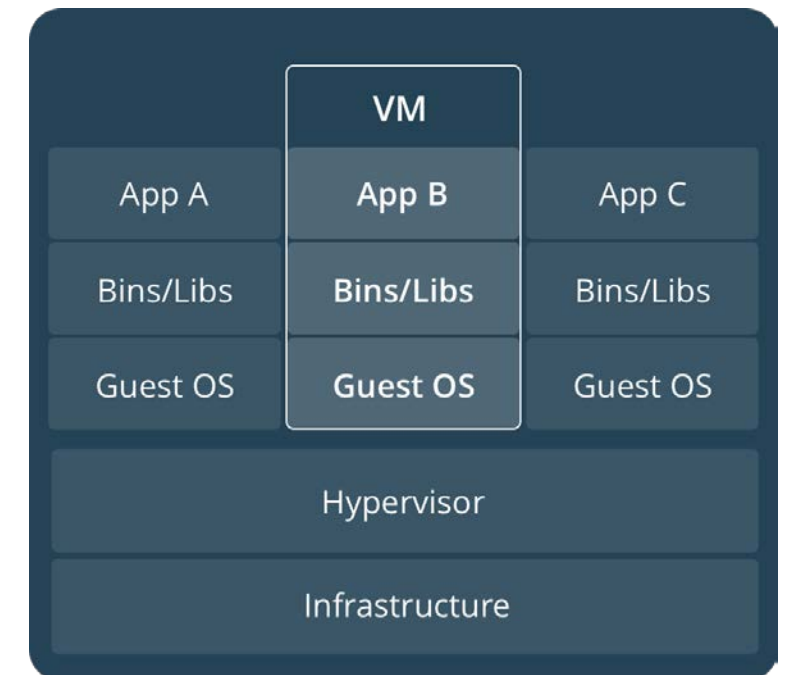 VM
App A
App B
App C
Bins/Libs
Bins/Libs
Bins/Libs
Guest OS
Guest OS
Guest OS
Hypervisor
Infrastructure